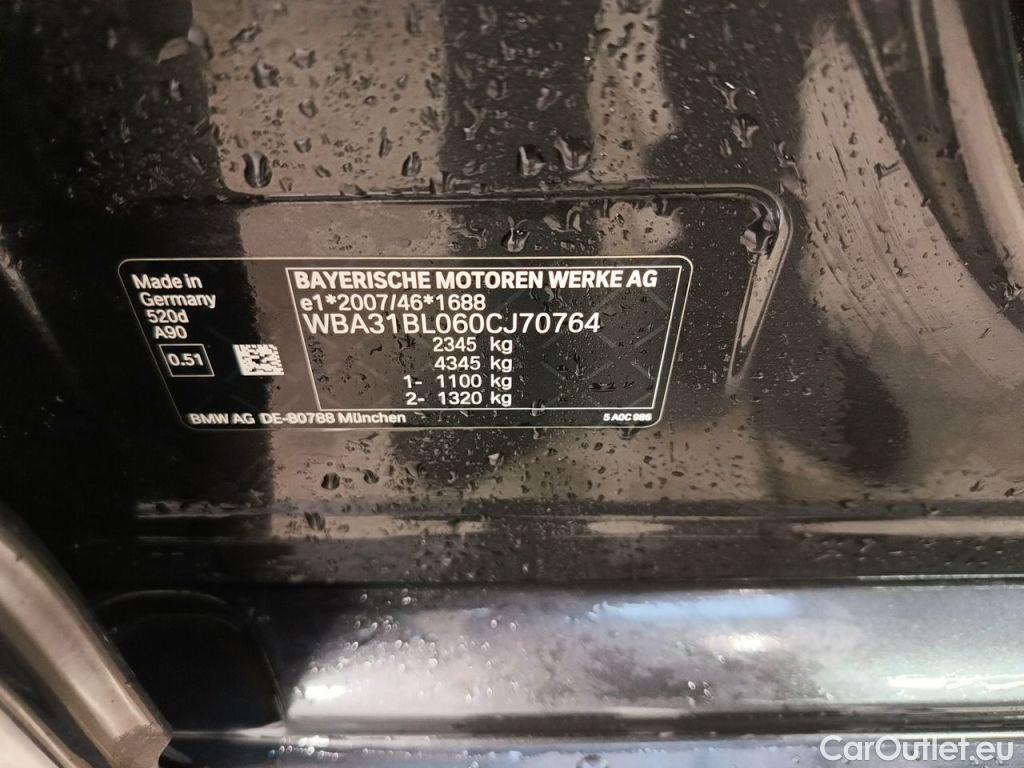 Made in
Germany
520d
A90
0.51
BAYERISCHE MOTOREN WERKE AG
e1*2007/46*1688
WBA31BL060CJ70764
2345 kg
4345 kg
1- 1100 kg
2- 1320 kg
BMW AG DE-80788 München
5 A0C 986
CarOutlet.eu